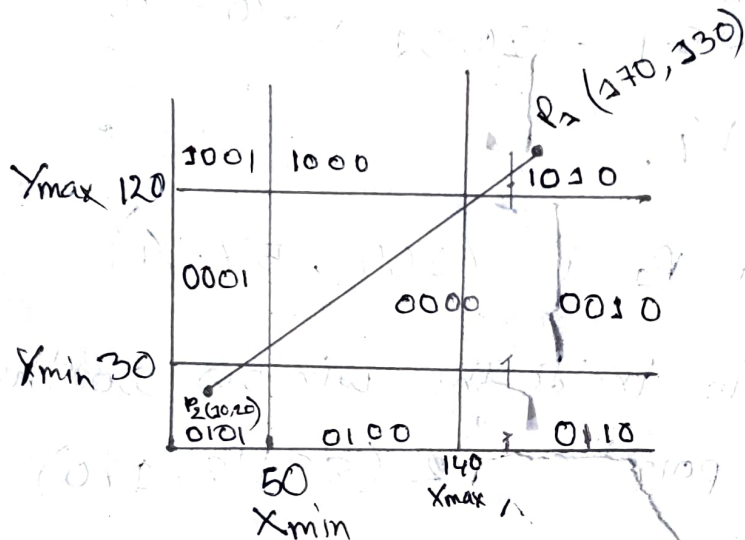 P1 (170, 130)
1001 1000
Ymax 120 1010
0001
0000 0010
Ymin 30
P2(10,20)
0101 0100 0110
50 140
Xmin Xmax